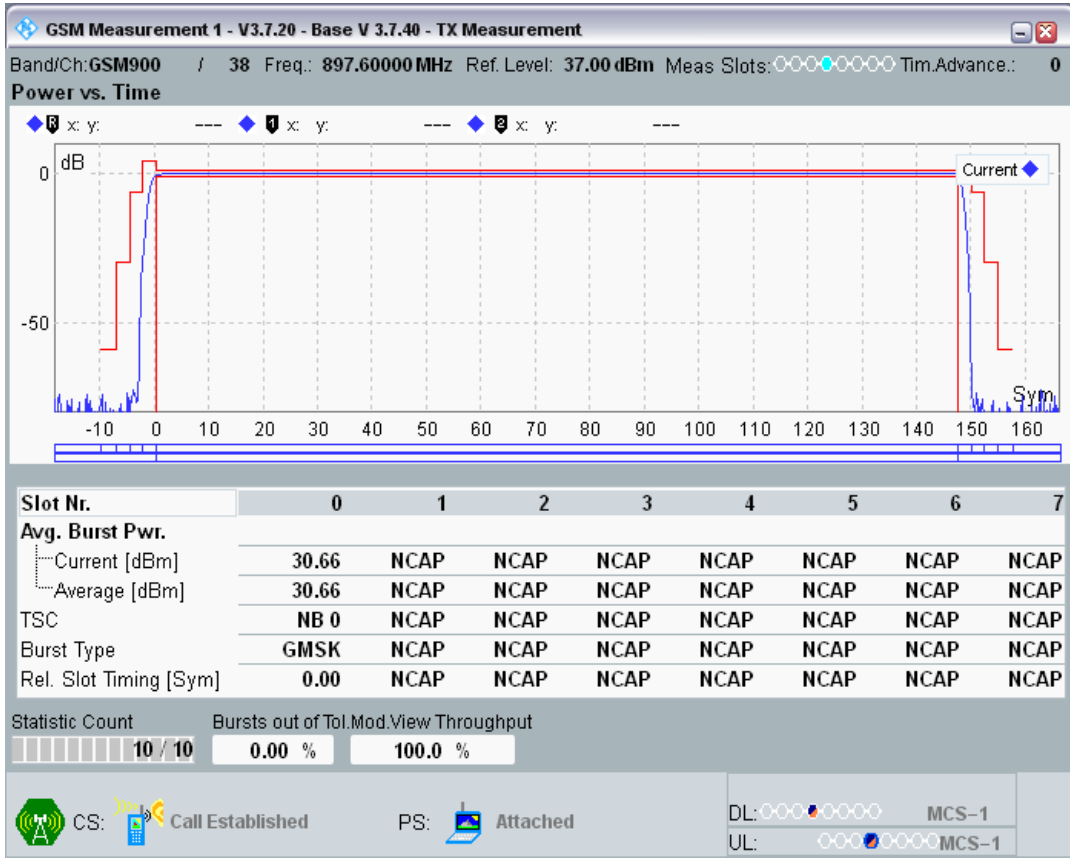 GSM Measurement 1 - V3.7.20 - Base V 3.7.40 - TX Measurement
Band/Ch:GSM900 / 38 Freq.: 897.60000 MHz Ref. Level: 37.00 dBm Meas Slots: Tim.Advance.: 0
Power vs. Time
R x: y: --- 1 x: y: --- 2 x: y: ---
dB
Current
0
-50
Sym
-10 0 10 20 30 40 50 60 70 80 90 100 110 120 130 140 150 160
Slot Nr. 0 1 2 3 4 5 6 7
Avg. Burst Pwr.
Current [dBm] 30.66 NCAP NCAP NCAP NCAP NCAP NCAP NCAP
Average [dBm] 30.66 NCAP NCAP NCAP NCAP NCAP NCAP NCAP
TSC NB 0 NCAP NCAP NCAP NCAP NCAP NCAP NCAP
Burst Type GMSK NCAP NCAP NCAP NCAP NCAP NCAP NCAP
Rel. Slot Timing [Sym] 0.00 NCAP NCAP NCAP NCAP NCAP NCAP NCAP
Statistic Count Bursts out of Tol.Mod.View Throughput
10 / 10 0.00 % 100.0 %
CS: Call Established PS: Attached
DL: MCS-1
UL: MCS-1